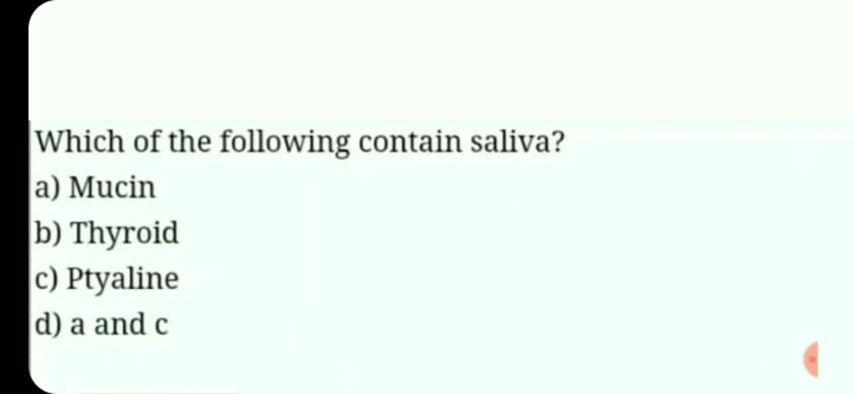 Which of the following contain saliva?
a) Mucin
b) Thyroid
c) Ptyaline
d) a and c